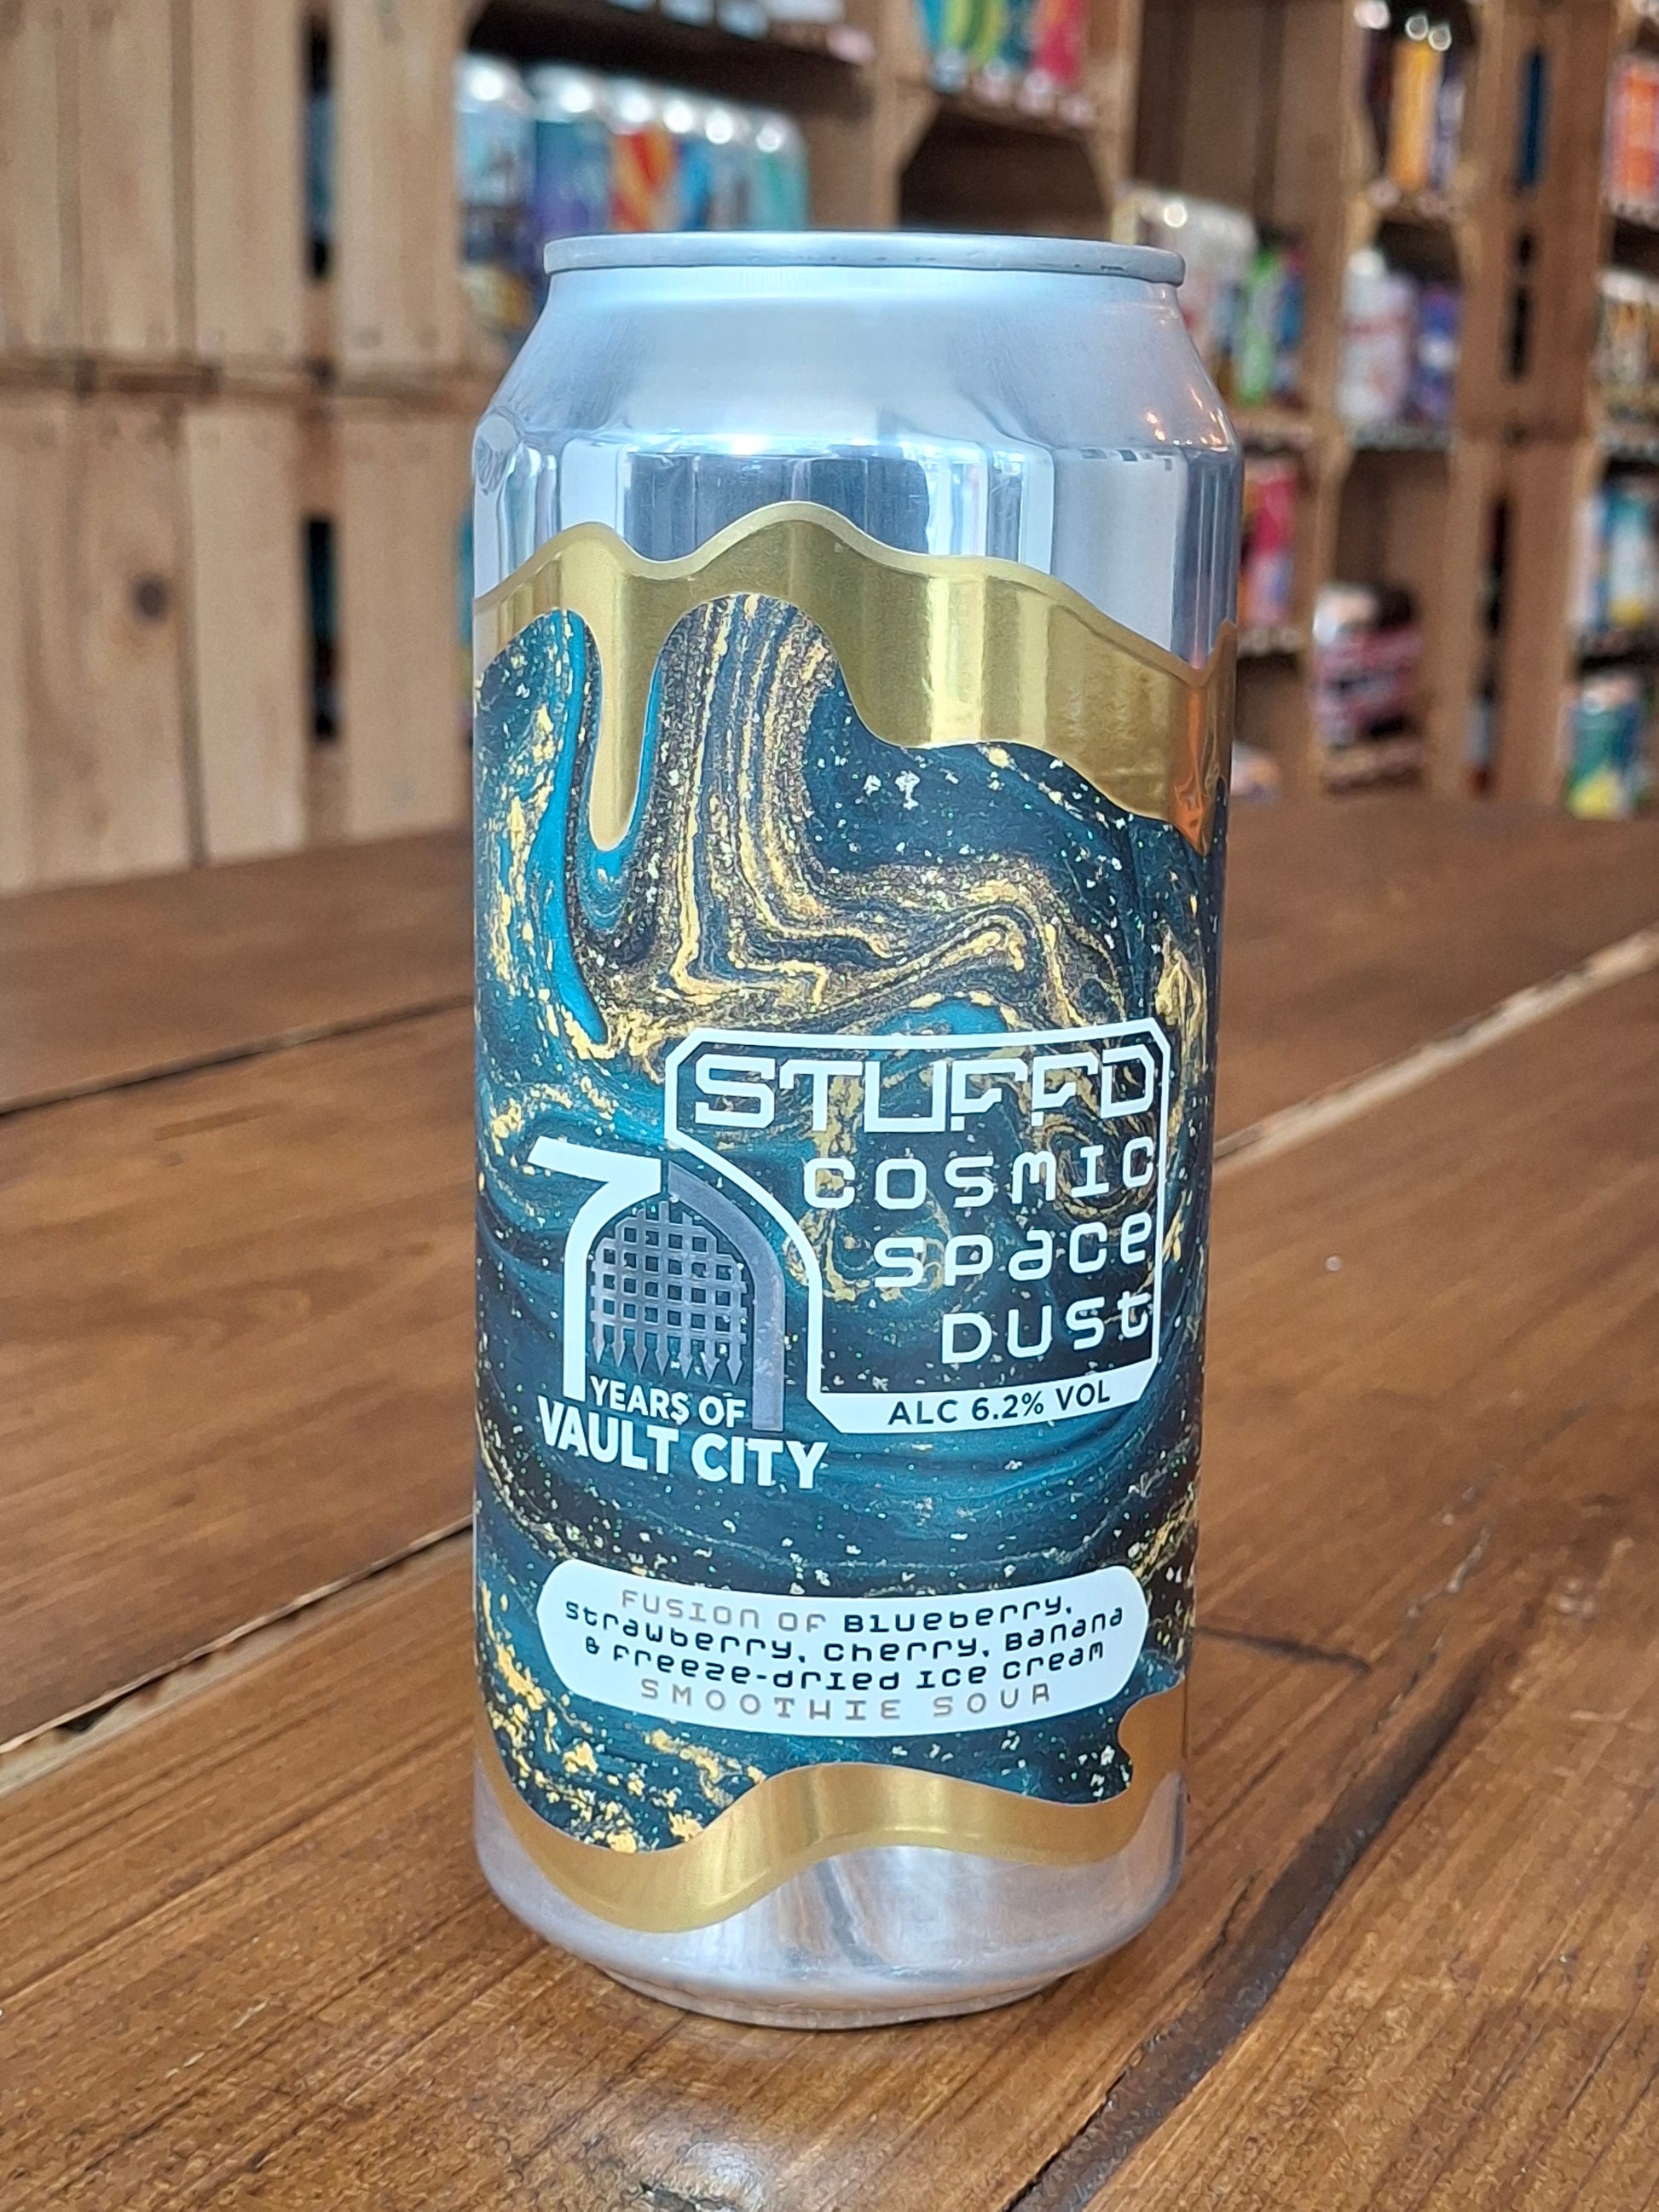 STUFFD
cosmic
space
Dust
ALC 6.2% VOL
7
YEARS OF
VAULT CITY
FUSION OF Blueberry,
Strawberry, Cherry, Banana
& Freeze-dried Ice Cream
SMOOTHIE SOUR